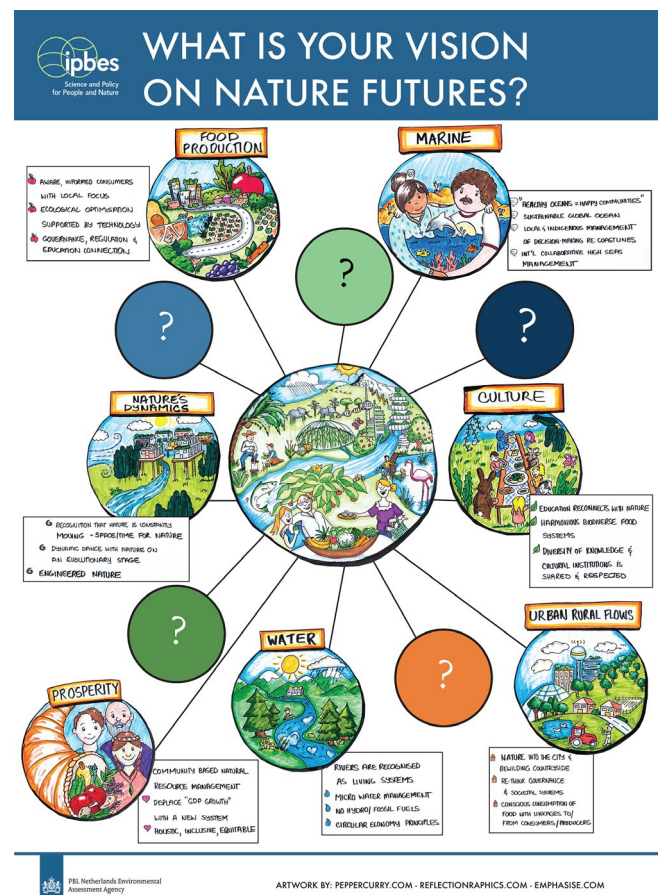 ipbes
Science and Policy
for People and Nature
WHAT IS YOUR VISION
ON NATURE FUTURES?
FOOD
PRODUCTION
AWARE, INFORMED CONSUMERS
WITH LOCAL FOCUS
ECOLOGICAL OPTIMISATION
SUPPORTED BY TECHNOLOGY
GOVERNANCE, REGULATION &
EDUCATION CONNECTION
MARINE
"HEALTHY OCEANS = HAPPY COMMUNITIES"
SUSTAINABLE GLOBAL OCEAN
LOCAL & INDIGENOUS MANAGEMENT
OF DECISION-MAKING RE COASTLINES
INT'L COLLABORATIVE HIGH SEAS
MANAGEMENT
?
?
?
NATURE'S
DYNAMICS
RECOGNITION THAT NATURE IS CONSTANTLY
MOVING - SPACE/TIME FOR NATURE
DYNAMIC DANCE WITH NATURE ON
AN EVOLUTIONARY STAGE
ENGINEERED NATURE
CULTURE
EDUCATION RECONNECTS WITH NATURE
HARMONIOUS BIODIVERSE FOOD
SYSTEMS
DIVERSITY OF KNOWLEDGE &
CULTURAL INSTITUTIONS IS
SHARED & RESPECTED
?
?
PROSPERITY
COMMUNITY BASED NATURAL
RESOURCE MANAGEMENT
DEPLACE "GDP GROWTH"
WITH A NEW SYSTEM
HOLISTIC, INCLUSIVE, EQUITABLE
WATER
RIVERS ARE RECOGNISED
AS LIVING SYSTEMS
MICRO WATER MANAGEMENT
NO HYDRO/FOSSIL FUELS
CIRCULAR ECONOMY PRINCIPLES
URBAN RURAL FLOWS
NATURE INTO THE CITY &
REWILDING COUNTRYSIDE
RE-THINK GOVERNANCE
& SOCIETAL SYSTEMS
CONSCIOUS CONSUMPTION OF
FOOD WITH LINKAGES TO/
FROM CONSUMERS/PRODUCERS
PBL Netherlands Environmental
Assessment Agency
ARTWORK BY: PEPPERCURRY.COM - REFLECTIONRAPHICS.COM - EMPHASISE.COM